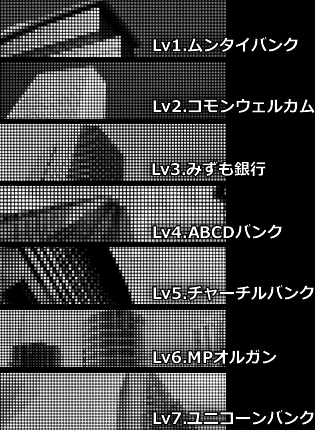 Lv1.ムンタイバンク
Lv2.コモンウェルカム
Lv3.みずも銀行
Lv4.ABCDバンク
Lv5.チャーチルバンク
Lv6.MPオルガン
Lv7.ユニコーンバンク